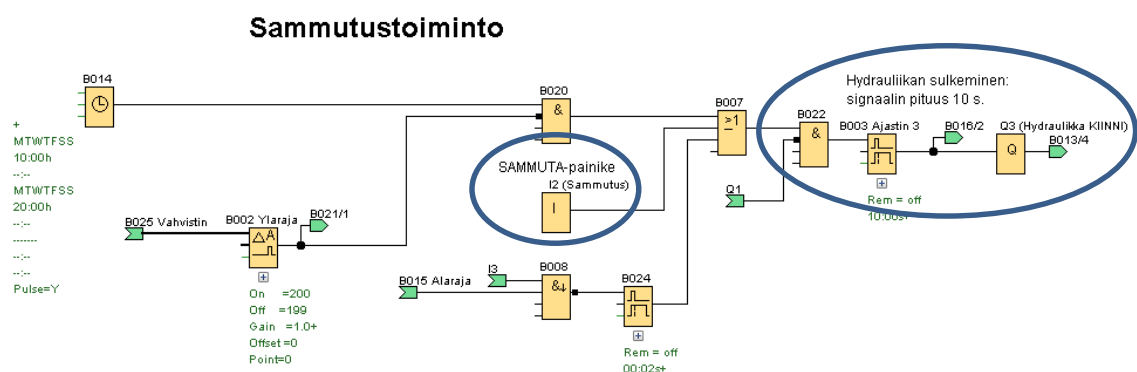 Sammutustoiminto
B014
+
MTWTFSS
10:00h
--:--
MTWTFSS
20:00h
--:--
-------
--:--
--:--
Pulse=Y
B025 Vahvistin
B002 Ylaraja
B021/1
ΔA
On =200
Off =199
Gain =1.0+
Offset=0
Point=0
B020
&
SAMMUTA-painike
I2 (Sammutus)
I
B015 Alaraja
I3
B008
&↓
B024
Rem = off
00:02s+
B007
≥1
Q1
B022
&
Hydrauliikan sulkeminen:
signaalin pituus 10 s.
B003 Ajastin 3
Rem = off
10:00s+
B016/2
Q3 (Hydraulikka KIINNI)
Q
B013/4